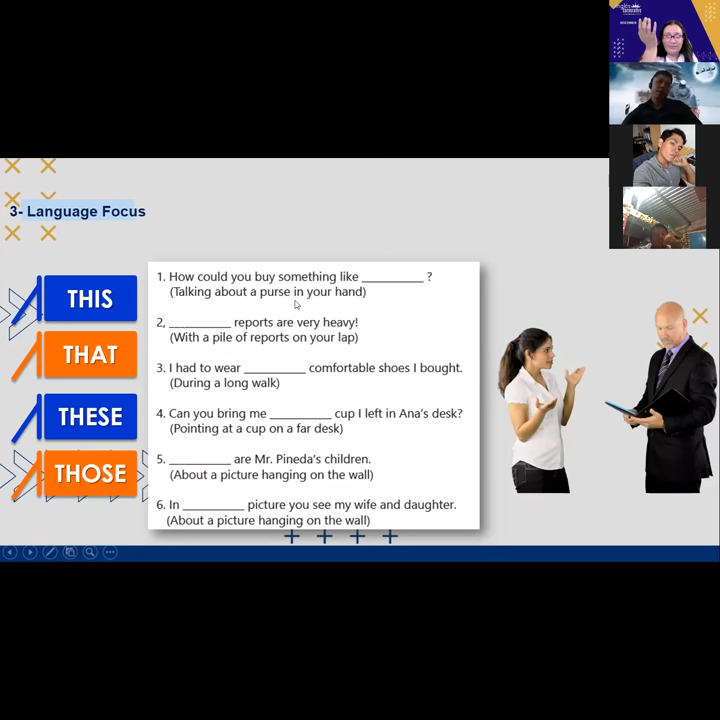 3- Language Focus
THIS
THAT
THESE
THOSE
1. How could you buy something like __________ ?
(Talking about a purse in your hand)
2, __________ reports are very heavy!
(With a pile of reports on your lap)
3. I had to wear __________ comfortable shoes I bought.
(During a long walk)
4. Can you bring me __________ cup I left in Ana's desk?
(Pointing at a cup on a far desk)
5. __________ are Mr. Pineda's children.
(About a picture hanging on the wall)
6. In __________ picture you see my wife and daughter.
(About a picture hanging on the wall)